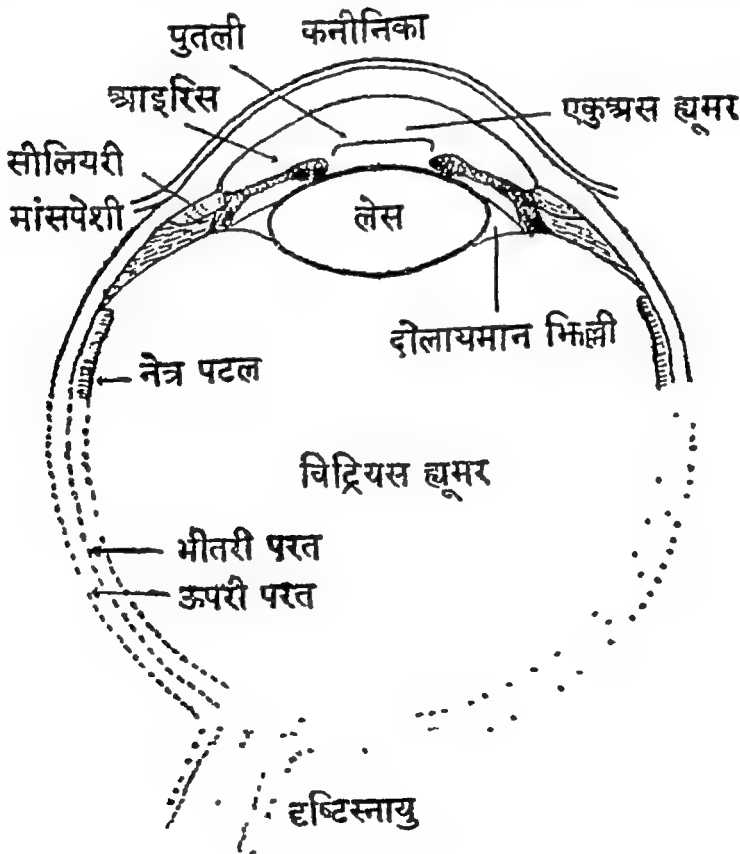 पुतली
कनीनिका
आइरिस
एकुअस ह्यूमर
सीलियरी
मांसपेशी
लेस
दोलायमान झिल्ली
नेत्र पटल
विट्रियस ह्यूमर
भीतरी परत
ऊपरी परत
दृष्टिस्नायु